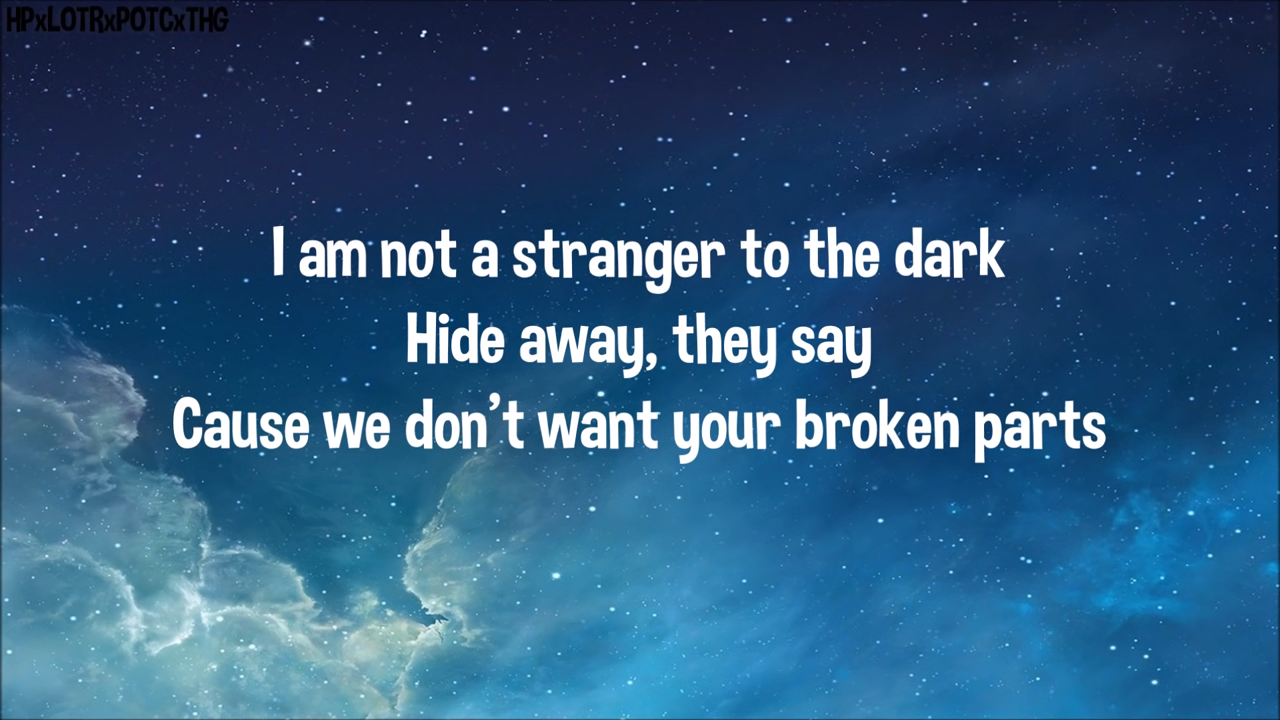 HPxLOTRxPOTCxTHG
I am not a stranger to the dark
Hide away, they say
Cause we don't want your broken parts